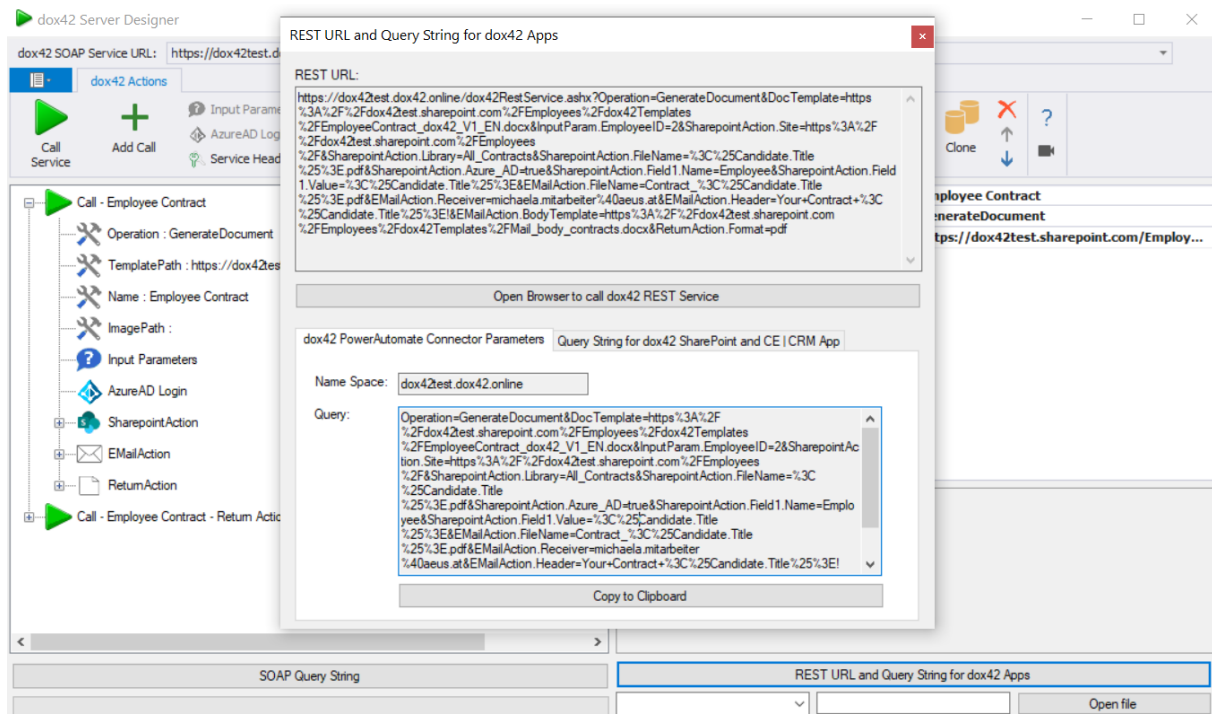 dox42 Server Designer
dox42 SOAP Service URL: https://dox42test.d
dox42 Actions
Call
Service
Add Call
Input Parame
AzureAD Log
Service Head
Clone
Call - Employee Contract
Operation : GenerateDocument
TemplatePath : https://dox42tes
Name : Employee Contract
ImagePath :
Input Parameters
AzureAD Login
SharepointAction
EMailAction
ReturnAction
Call - Employee Contract - Return Actio
mployee Contract
enerateDocument
tps://dox42test.sharepoint.com/Employ...
REST URL and Query String for dox42 Apps
REST URL:
https://dox42test.dox42.online/dox42RestService.ashx?Operation=GenerateDocument&DocTemplate=https
%3A%2F%2Fdox42test.sharepoint.com%2FEmployees%2Fdox42Templates
%2FEmployeeContract_dox42_V1_EN.docx&InputParam.EmployeeID=2&SharepointAction.Site=https%3A%2F
%2Fdox42test.sharepoint.com%2FEmployees
%2F&SharepointAction.Library=All_Contracts&SharepointAction.FileName=%3C%25Candidate.Title
%25%3E.pdf&SharepointAction.Azure_AD=true&SharepointAction.Field1.Name=Employee&SharepointAction.Field
1.Value=%3C%25Candidate.Title%25%3E&EMailAction.FileName=Contract_%3C%25Candidate.Title
%25%3E.pdf&EMailAction.Receiver=michaela.mitarbeiter%40aeus.at&EMailAction.Header=Your+Contract+%3C
%25Candidate.Title%25%3E!&EMailAction.BodyTemplate=https%3A%2F%2Fdox42test.sharepoint.com
%2FEmployees%2Fdox42Templates%2FMail_body_contracts.docx&ReturnAction.Format=pdf
Open Browser to call dox42 REST Service
dox42 PowerAutomate Connector Parameters
Query String for dox42 SharePoint and CE | CRM App
Name Space: dox42test.dox42.online
Query:
Operation=GenerateDocument&DocTemplate=https%3A%2F
%2Fdox42test.sharepoint.com%2FEmployees%2Fdox42Templates
%2FEmployeeContract_dox42_V1_EN.docx&InputParam.EmployeeID=2&SharepointAc
tion.Site=https%3A%2F%2Fdox42test.sharepoint.com%2FEmployees
%2F&SharepointAction.Library=All_Contracts&SharepointAction.FileName=%3C
%25Candidate.Title
%25%3E.pdf&SharepointAction.Azure_AD=true&SharepointAction.Field1.Name=Emplo
yee&SharepointAction.Field1.Value=%3C%25Candidate.Title
%25%3E&EMailAction.FileName=Contract_%3C%25Candidate.Title
%25%3E.pdf&EMailAction.Receiver=michaela.mitarbeiter
%40aeus.at&EMailAction.Header=Your+Contract+%3C%25Candidate.Title%25%3E!
Copy to Clipboard
SOAP Query String
REST URL and Query String for dox42 Apps
Open file